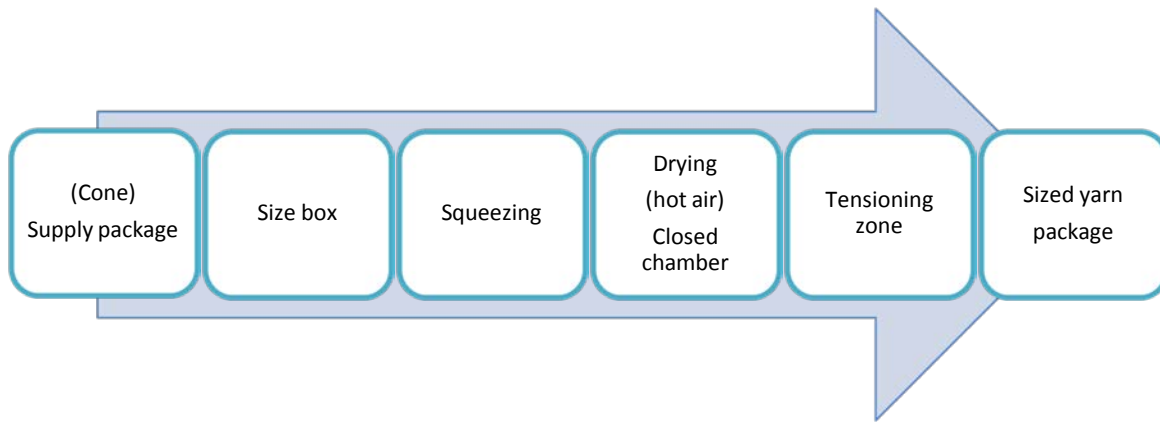 (Cone)
Supply package
Size box
Squeezing
Drying
(hot air)
Closed
chamber
Tensioning
zone
Sized yarn
package